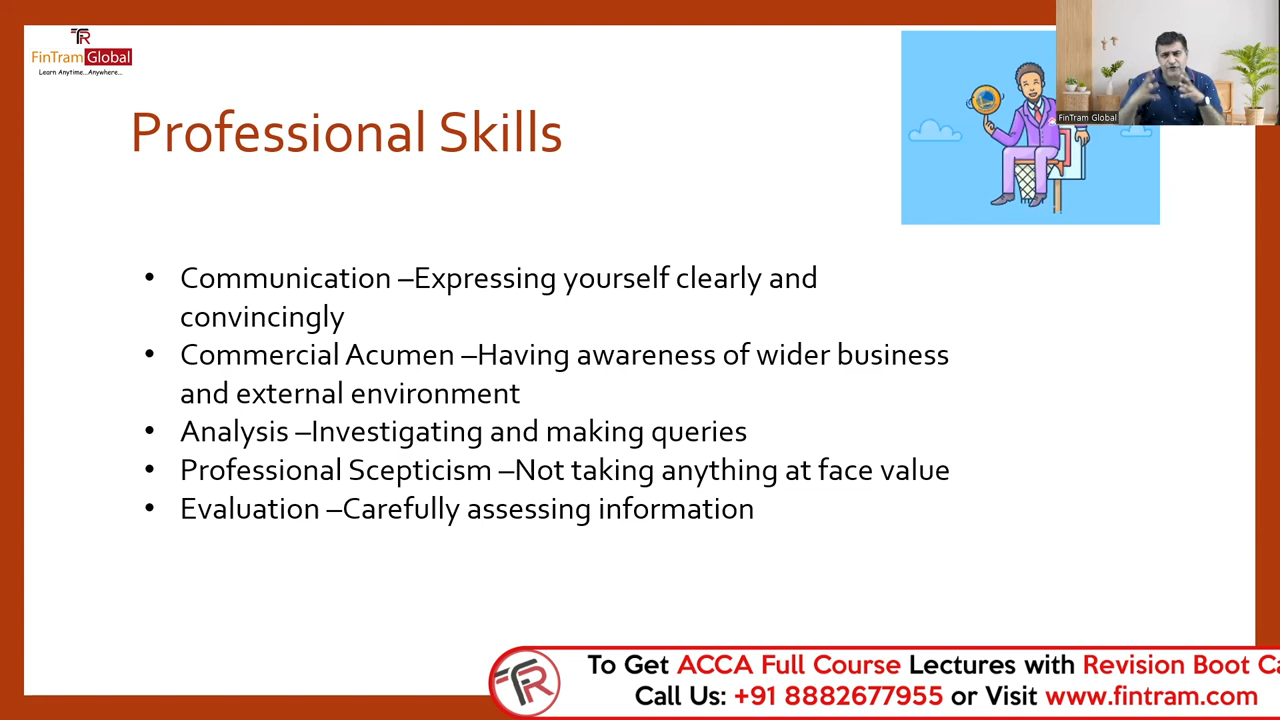 FinTram Global
Learn Anytime...Anywhere...
FinTram Global
Professional Skills
• Communication –Expressing yourself clearly and
convincingly
• Commercial Acumen –Having awareness of wider business
and external environment
• Analysis –Investigating and making queries
• Professional Scepticism –Not taking anything at face value
• Evaluation –Carefully assessing information
To Get ACCA Full Course Lectures with Revision Boot Ca
Call Us: +91 8882677955 or Visit www.fintram.com